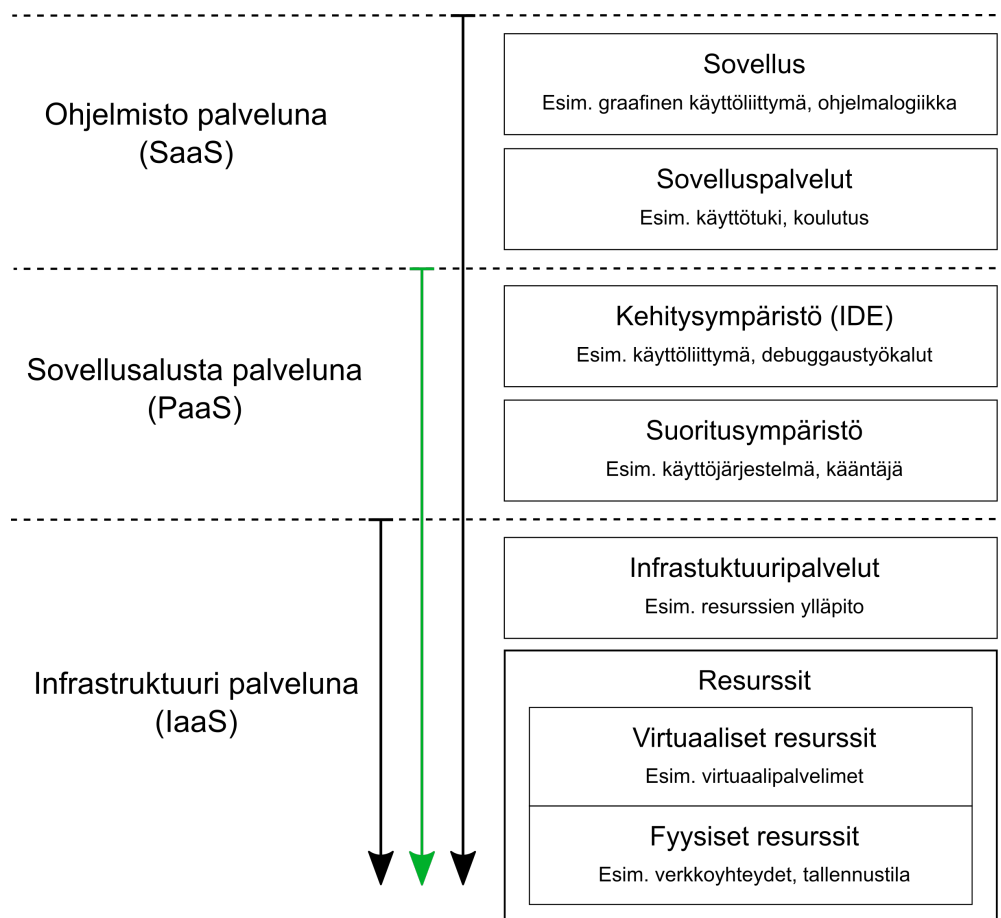 Ohjelmisto palveluna
(SaaS)
Sovellus
Esim. graafinen käyttöliittymä, ohjelmalogiikka
Sovelluspalvelut
Esim. käyttötuki, koulutus
Sovellusalusta palveluna
(PaaS)
Kehitysympäristö (IDE)
Esim. käyttöliittymä, debuggaustyökalut
Suoritusympäristö
Esim. käyttöjärjestelmä, kääntäjä
Infrastruktuuri palveluna
(IaaS)
Infrastuktuuripalvelut
Esim. resurssien ylläpito
Resurssit
Virtuaaliset resurssit
Esim. virtuaalipalvelimet
Fyysiset resurssit
Esim. verkkoyhteydet, tallennustila